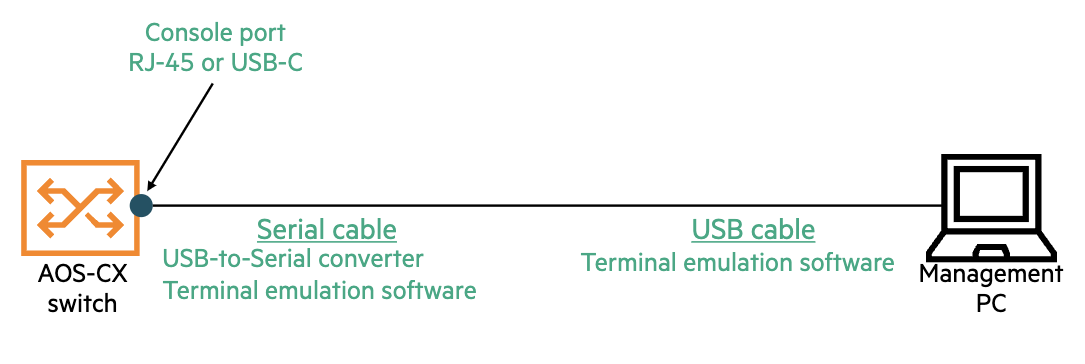 Console port
RJ-45 or USB-C
Serial cable
USB-to-Serial converter
Terminal emulation software
USB cable
Terminal emulation software
AOS-CX
switch
Management
PC